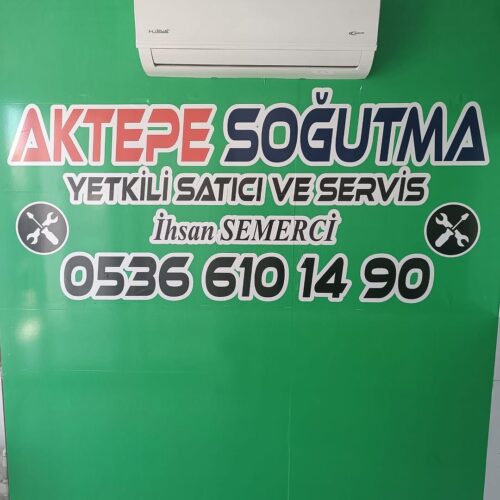 AKTEPE SOĞUTMA
YETKİLİ SATICI VE SERVİS
İhsan SEMERCİ
0536 610 14 90